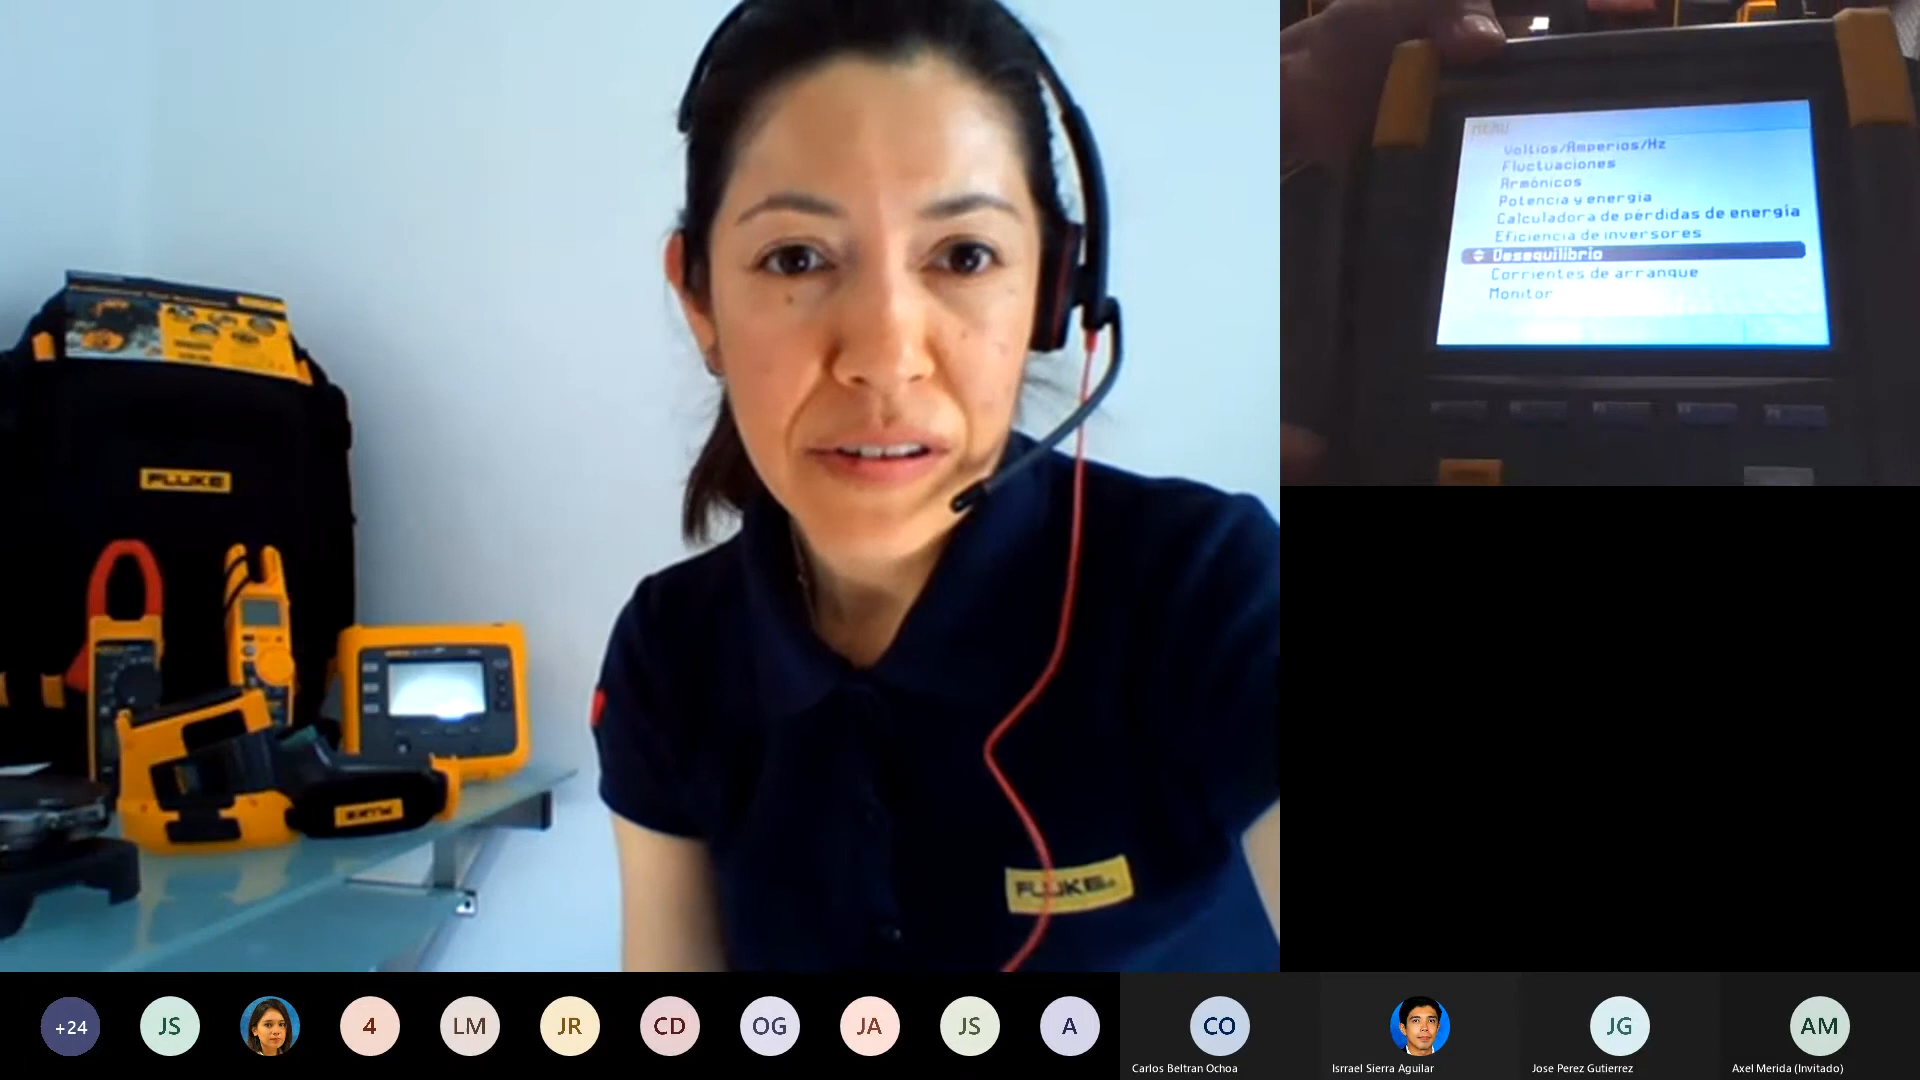 FLUKE
FLUKE
MENU
Voltios/Amperios/Hz
Fluctuaciones
Armónicos
Potencia y energía
Calculadora de pérdidas de energía
Eficiencia de inversores
Desequilibrio
Corrientes de arranque
Monitor
+24
JS
4
LM
JR
CD
OG
JA
JS
A
CO
JG
AM
Carlos Beltran Ochoa
Isrrael Sierra Aguilar
Jose Perez Gutierrez
Axel Merida (Invitado)